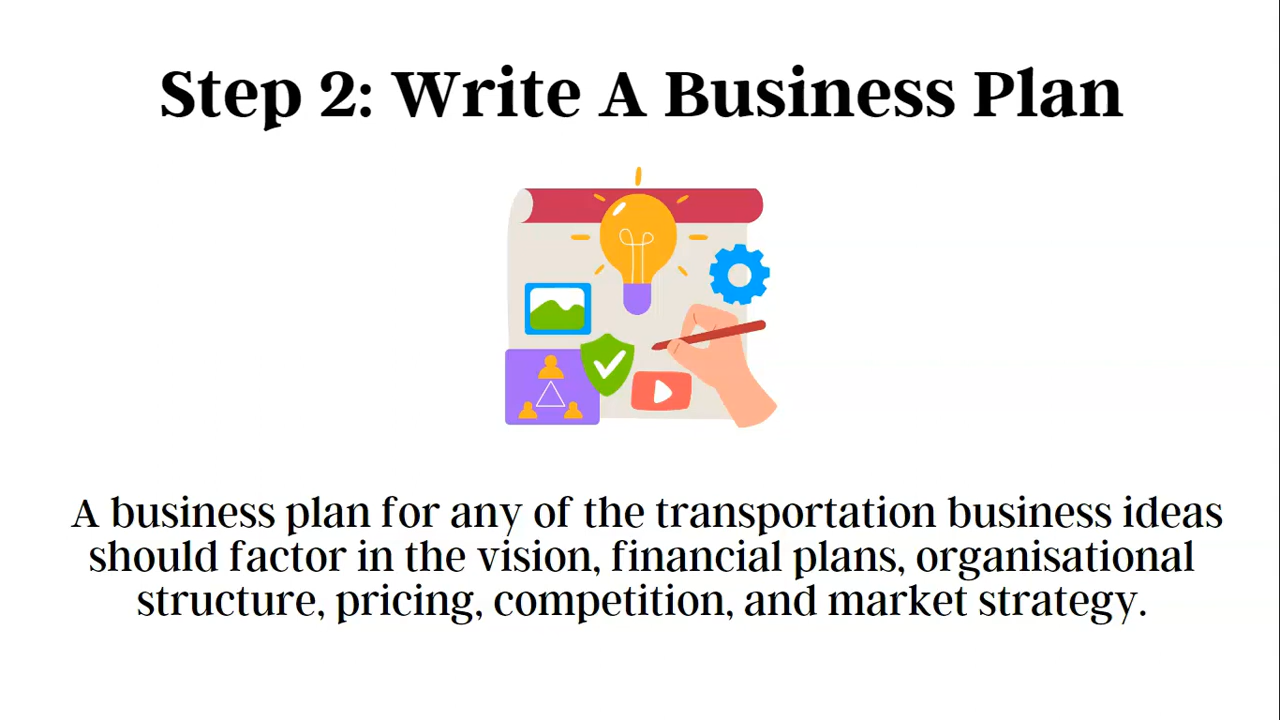 Step 2: Write A Business Plan
A business plan for any of the transportation business ideas
should factor in the vision, financial plans, organisational
structure, pricing, competition, and market strategy.